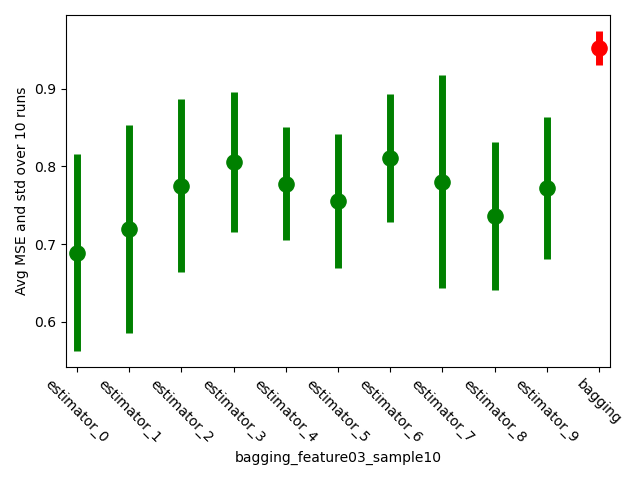 Avg MSE and std over 10 runs
0.9
0.8
0.7
0.6
estimator_0
estimator_1
estimator_2
estimator_3
estimator_4
estimator_5
estimator_6
estimator_7
estimator_8
estimator_9
bagging
bagging_feature03_sample10